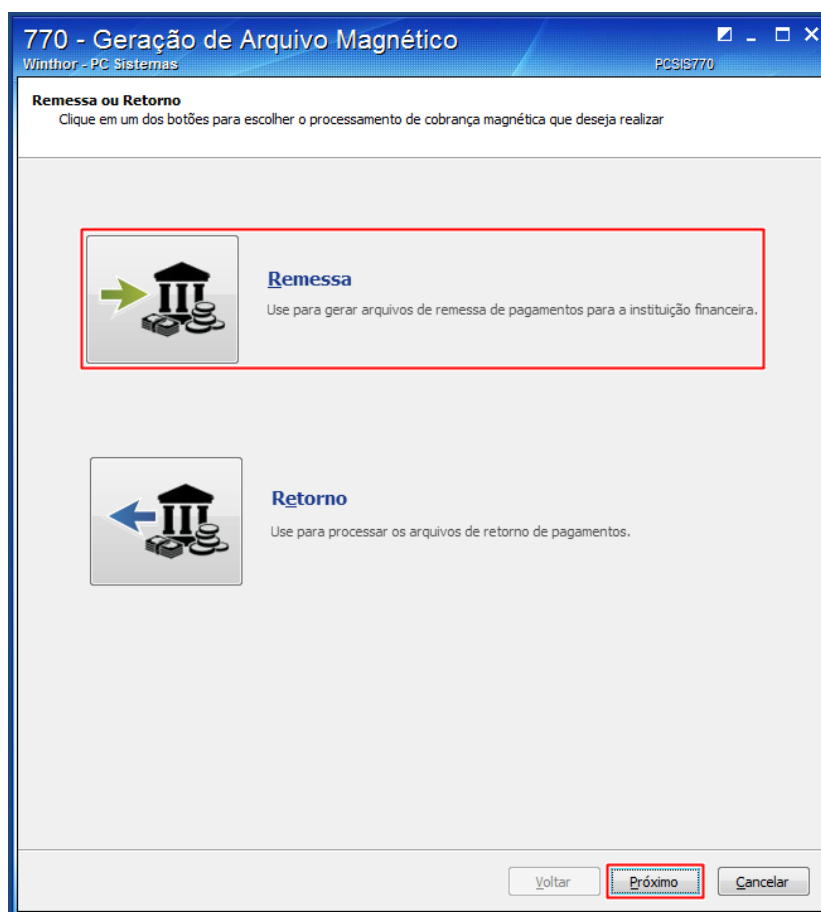 770 - Geração de Arquivo Magnético
Winthor - PC Sistemas
PCSIS770
Remessa ou Retorno
Clique em um dos botões para escolher o processamento de cobrança magnética que deseja realizar
Remessa
Use para gerar arquivos de remessa de pagamentos para a instituição financeira.
Retorno
Use para processar os arquivos de retorno de pagamentos.
Voltar
Próximo
Cancelar